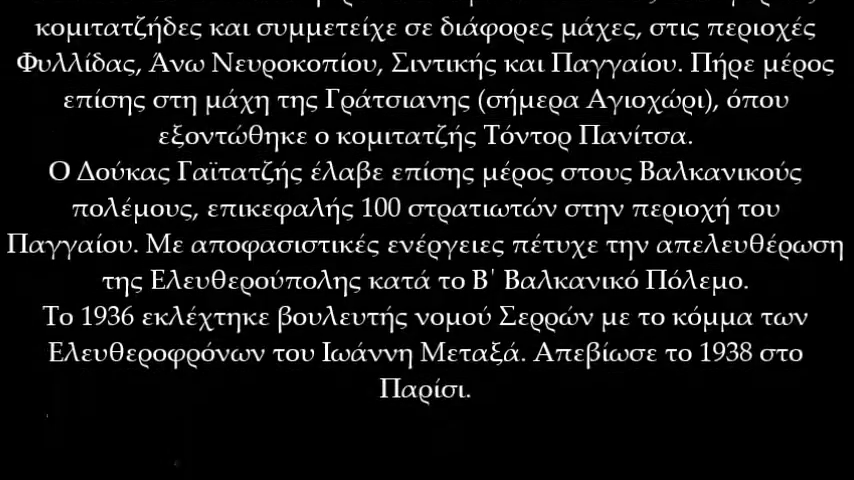 κομιτατζήδες και συμμετείχε σε διάφορες μάχες, στις περιοχές
Φυλλίδας, Άνω Νευροκοπίου, Σιντικής και Παγγαίου. Πήρε μέρος
επίσης στη μάχη της Γράτσιανης (σήμερα Αγιοχώρι), όπου
εξοντώθηκε ο κομιτατζής Τόντορ Πανίτσα.
Ο Δούκας Γαϊτατζής έλαβε επίσης μέρος στους Βαλκανικούς
πολέμους, επικεφαλής 100 στρατιωτών στην περιοχή του
Παγγαίου. Με αποφασιστικές ενέργειες πέτυχε την απελευθέρωση
της Ελευθερούπολης κατά το Β' Βαλκανικό Πόλεμο.
Το 1936 εκλέχτηκε βουλευτής νομού Σερρών με το κόμμα των
Ελευθεροφρόνων του Ιωάννη Μεταξά. Απεβίωσε το 1938 στο
Παρίσι.